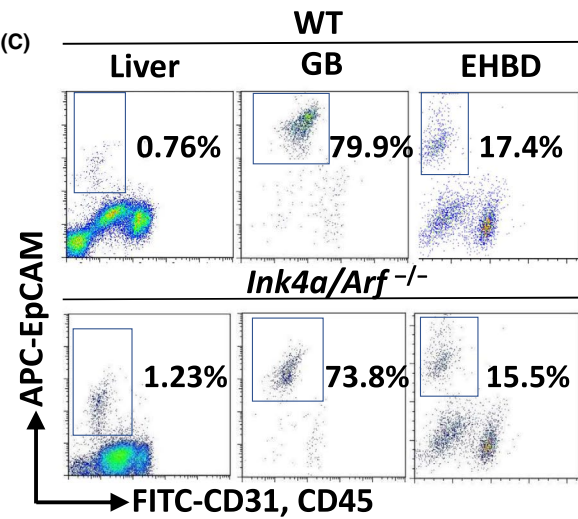 (C)
WT
Liver GB EHBD
0.76% 79.9% 17.4%
Ink4a/Arf −/−
1.23% 73.8% 15.5%
APC-EpCAM
FITC-CD31, CD45